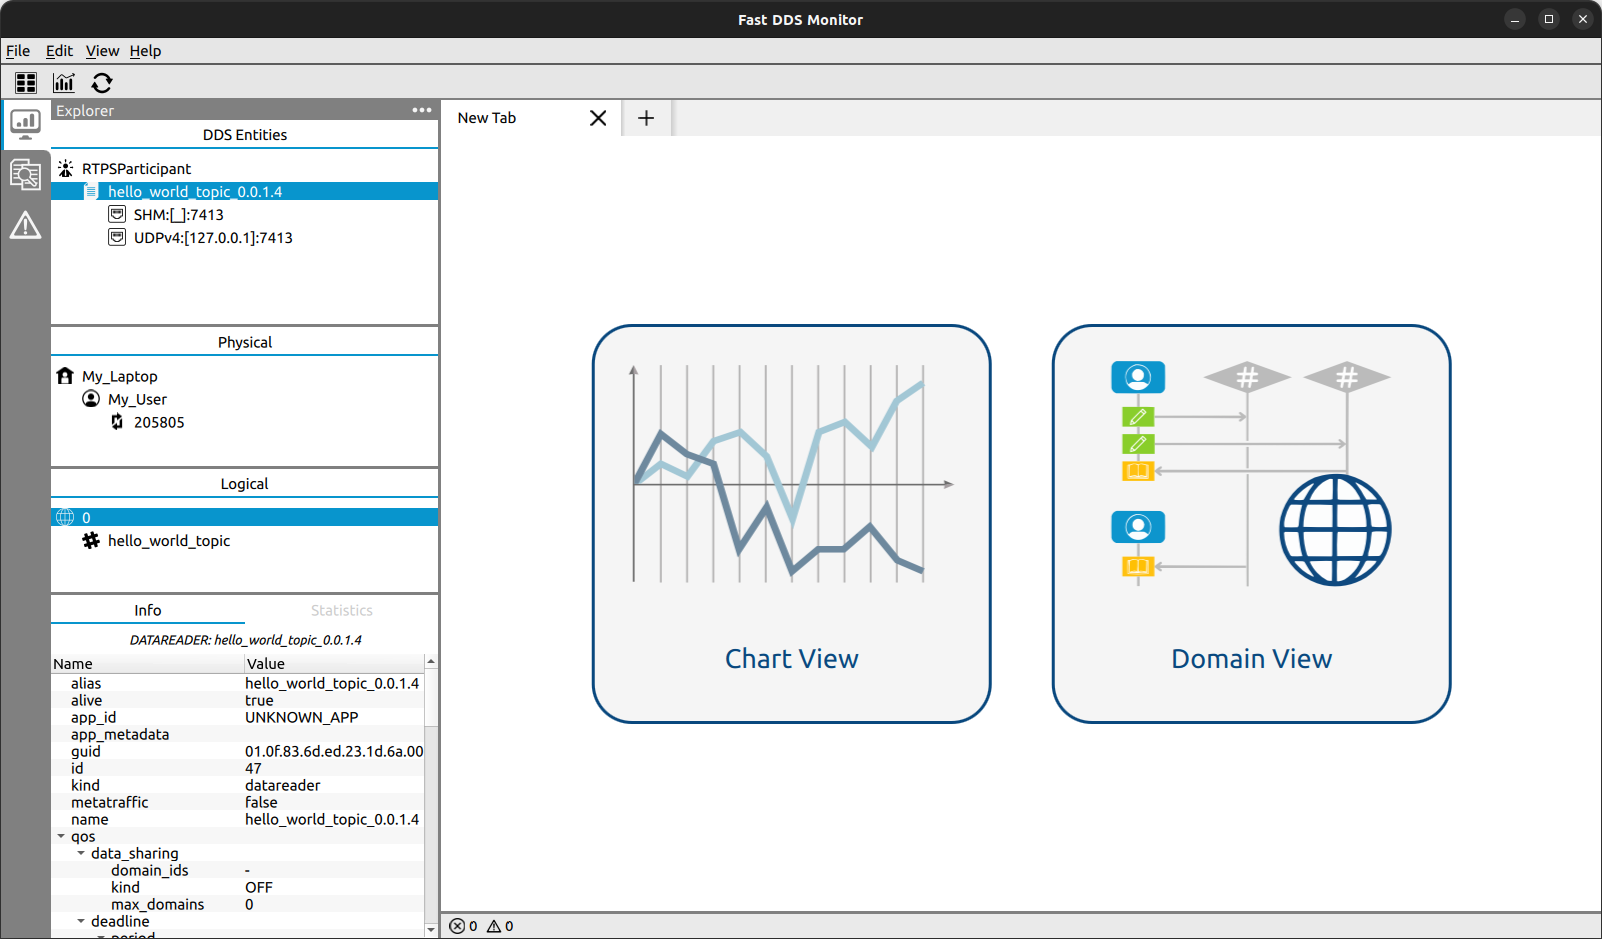 Fast DDS Monitor
File Edit View Help
Explorer
New Tab
DDS Entities
RTPSParticipant
hello_world_topic_0.0.1.4
SHM:[_]:7413
UDPv4:[127.0.0.1]:7413
Physical
My_Laptop
My_User
205805
Logical
0
hello_world_topic
Info Statistics
DATAREADER: hello_world_topic_0.0.1.4
Name Value
alias hello_world_topic_0.0.1.4
alive true
app_id UNKNOWN_APP
app_metadata
guid 01.0f.83.6d.ed.23.1d.6a.00
id 47
kind datareader
metatraffic false
name hello_world_topic_0.0.1.4
qos
data_sharing
domain_ids -
kind OFF
max_domains 0
deadline
period
Chart View
Domain View
0 0